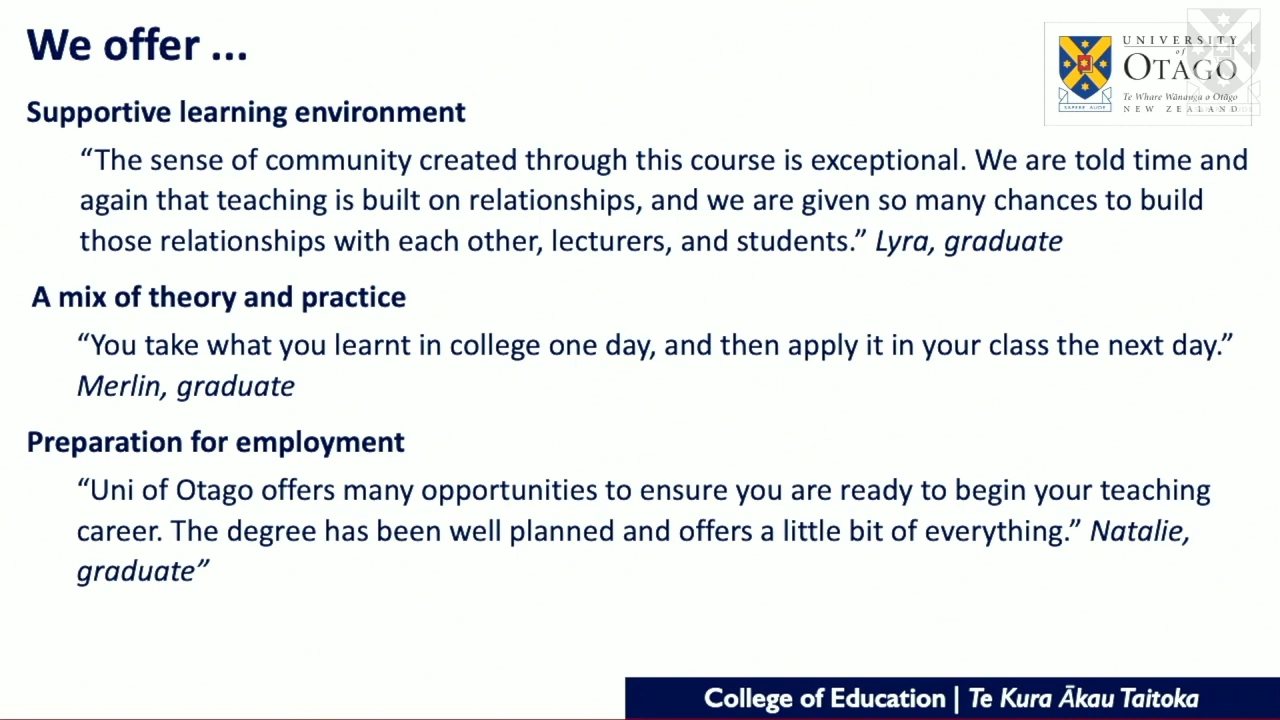 We offer ...
UNIVERSITY
of
OTAGO
Te Whare Wānanga o Otāgo
NEW ZEALAND
SAPERE AUDE
Supportive learning environment
“The sense of community created through this course is exceptional. We are told time and
again that teaching is built on relationships, and we are given so many chances to build
those relationships with each other, lecturers, and students.” Lyra, graduate
A mix of theory and practice
“You take what you learnt in college one day, and then apply it in your class the next day.”
Merlin, graduate
Preparation for employment
“Uni of Otago offers many opportunities to ensure you are ready to begin your teaching
career. The degree has been well planned and offers a little bit of everything.” Natalie,
graduate”
College of Education | Te Kura Ākau Taitoka